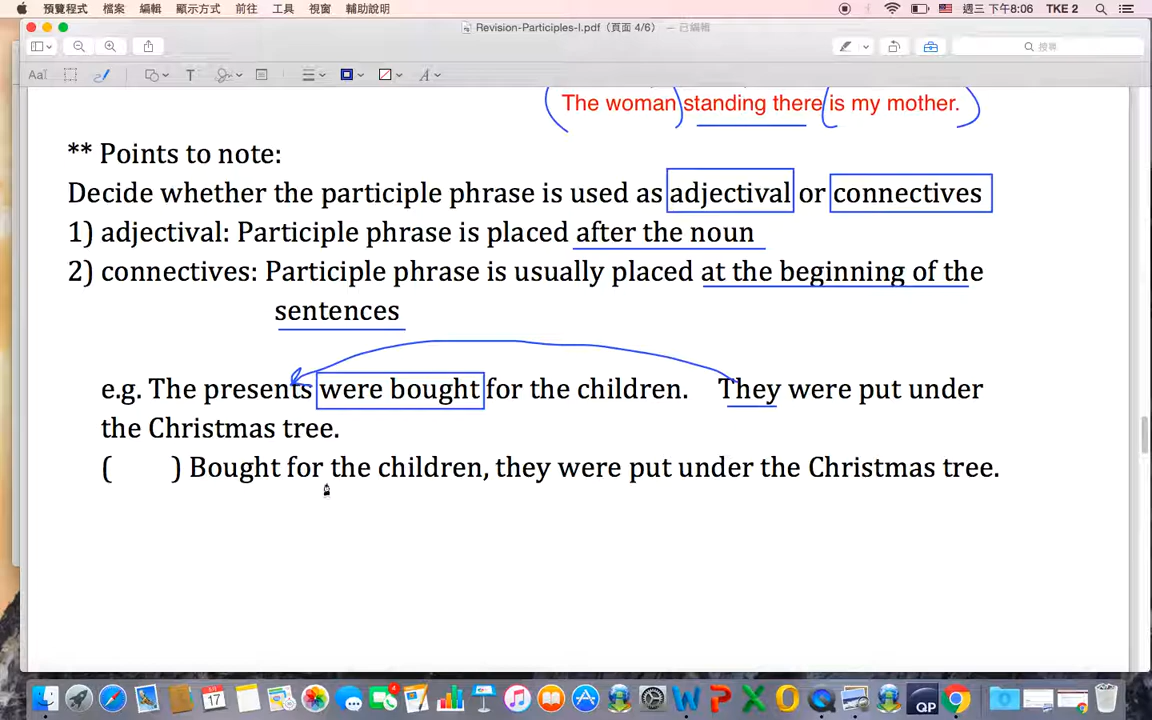 預覽程式 檔案 編輯 顯示方式 前往 工具 視窗 輔助說明 週三 下午8:06 TKE 2
Revision-Participles-I.pdf（頁面 4/6） — 已編輯
搜尋
The woman standing there is my mother.
** Points to note:
Decide whether the participle phrase is used as adjectival or connectives
1) adjectival: Participle phrase is placed after the noun
2) connectives: Participle phrase is usually placed at the beginning of the
sentences
e.g. The presents were bought for the children. They were put under
the Christmas tree.
( ) Bought for the children, they were put under the Christmas tree.
17
4
QP